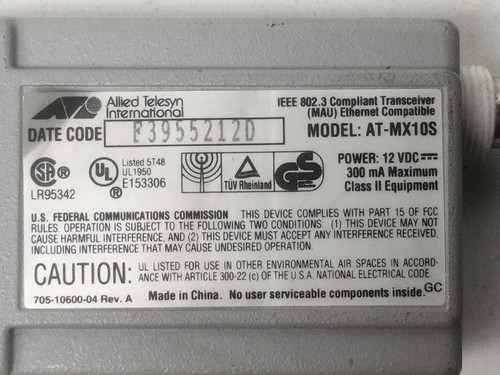 Allied Telesyn
International
IEEE 802.3 Compliant Transceiver
(MAU) Ethernet Compatible
DATE CODE F3955212D
MODEL: AT-MX10S
SA
LR95342
UL
Listed 5T48
UL1950
E153306
TÜV Rheinland
GS
POWER: 12 VDC
300 mA Maximum
Class II Equipment
U.S. FEDERAL COMMUNICATIONS COMMISSION THIS DEVICE COMPLIES WITH PART 15 OF FCC
RULES. OPERATION IS SUBJECT TO THE FOLLOWING TWO CONDITIONS: (1) THIS DEVICE MAY NOT
CAUSE HARMFUL INTERFERENCE, AND (2) THIS DEVICE MUST ACCEPT ANY INTERFERENCE RECEIVED,
INCLUDING INTERFERENCE THAT MAY CAUSE UNDESIRED OPERATION.
CAUTION: UL LISTED FOR USE IN OTHER ENVIRONMENTAL AIR SPACES IN ACCORD-
ANCE WITH ARTICLE 300-22 (c) OF THE U.S.A. NATIONAL ELECTRICAL CODE.
705-10600-04 Rev. A Made in China. No user serviceable components inside. GC